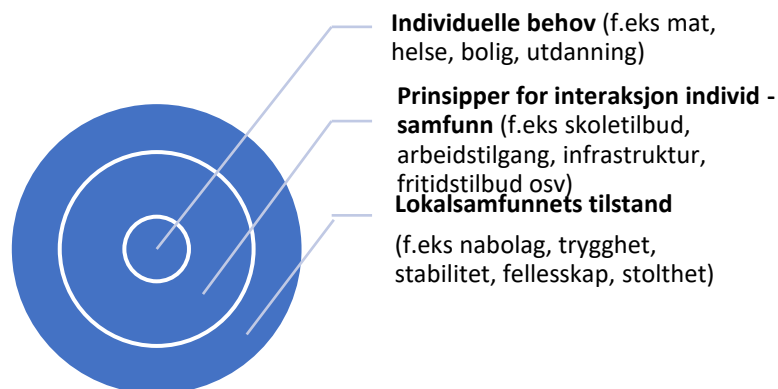 Individuelle behov (f.eks mat,
helse, bolig, utdanning)
Prinsipper for interaksjon individ -
samfunn (f.eks skoletilbud,
arbeidstilgang, infrastruktur,
fritidstilbud osv)
Lokalsamfunnets tilstand
(f.eks nabolag, trygghet,
stabilitet, fellesskap, stolthet)